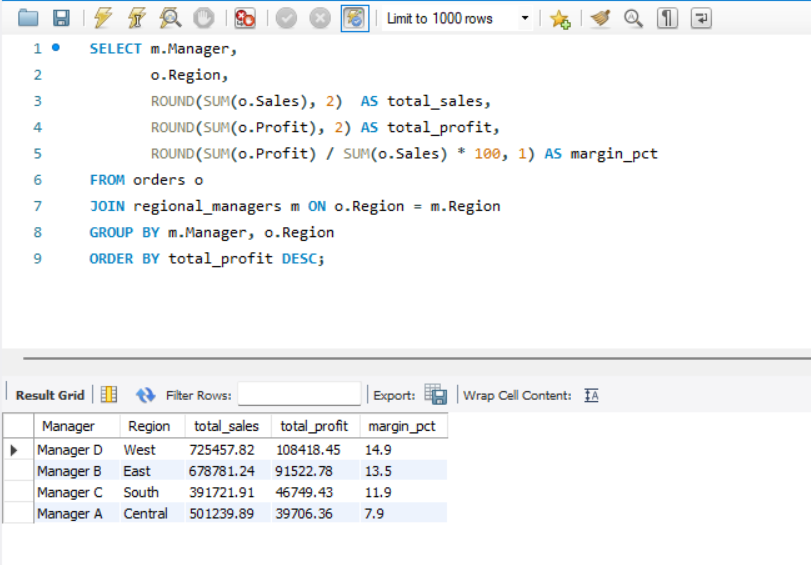 Limit to 1000 rows
1 SELECT m.Manager,
2 o.Region,
3 ROUND(SUM(o.Sales), 2) AS total_sales,
4 ROUND(SUM(o.Profit), 2) AS total_profit,
5 ROUND(SUM(o.Profit) / SUM(o.Sales) * 100, 1) AS margin_pct
6 FROM orders o
7 JOIN regional_managers m ON o.Region = m.Region
8 GROUP BY m.Manager, o.Region
9 ORDER BY total_profit DESC;
Result Grid Filter Rows: Export: Wrap Cell Content:
Manager Region total_sales total_profit margin_pct
Manager D West 725457.82 108418.45 14.9
Manager B East 678781.24 91522.78 13.5
Manager C South 391721.91 46749.43 11.9
Manager A Central 501239.89 39706.36 7.9